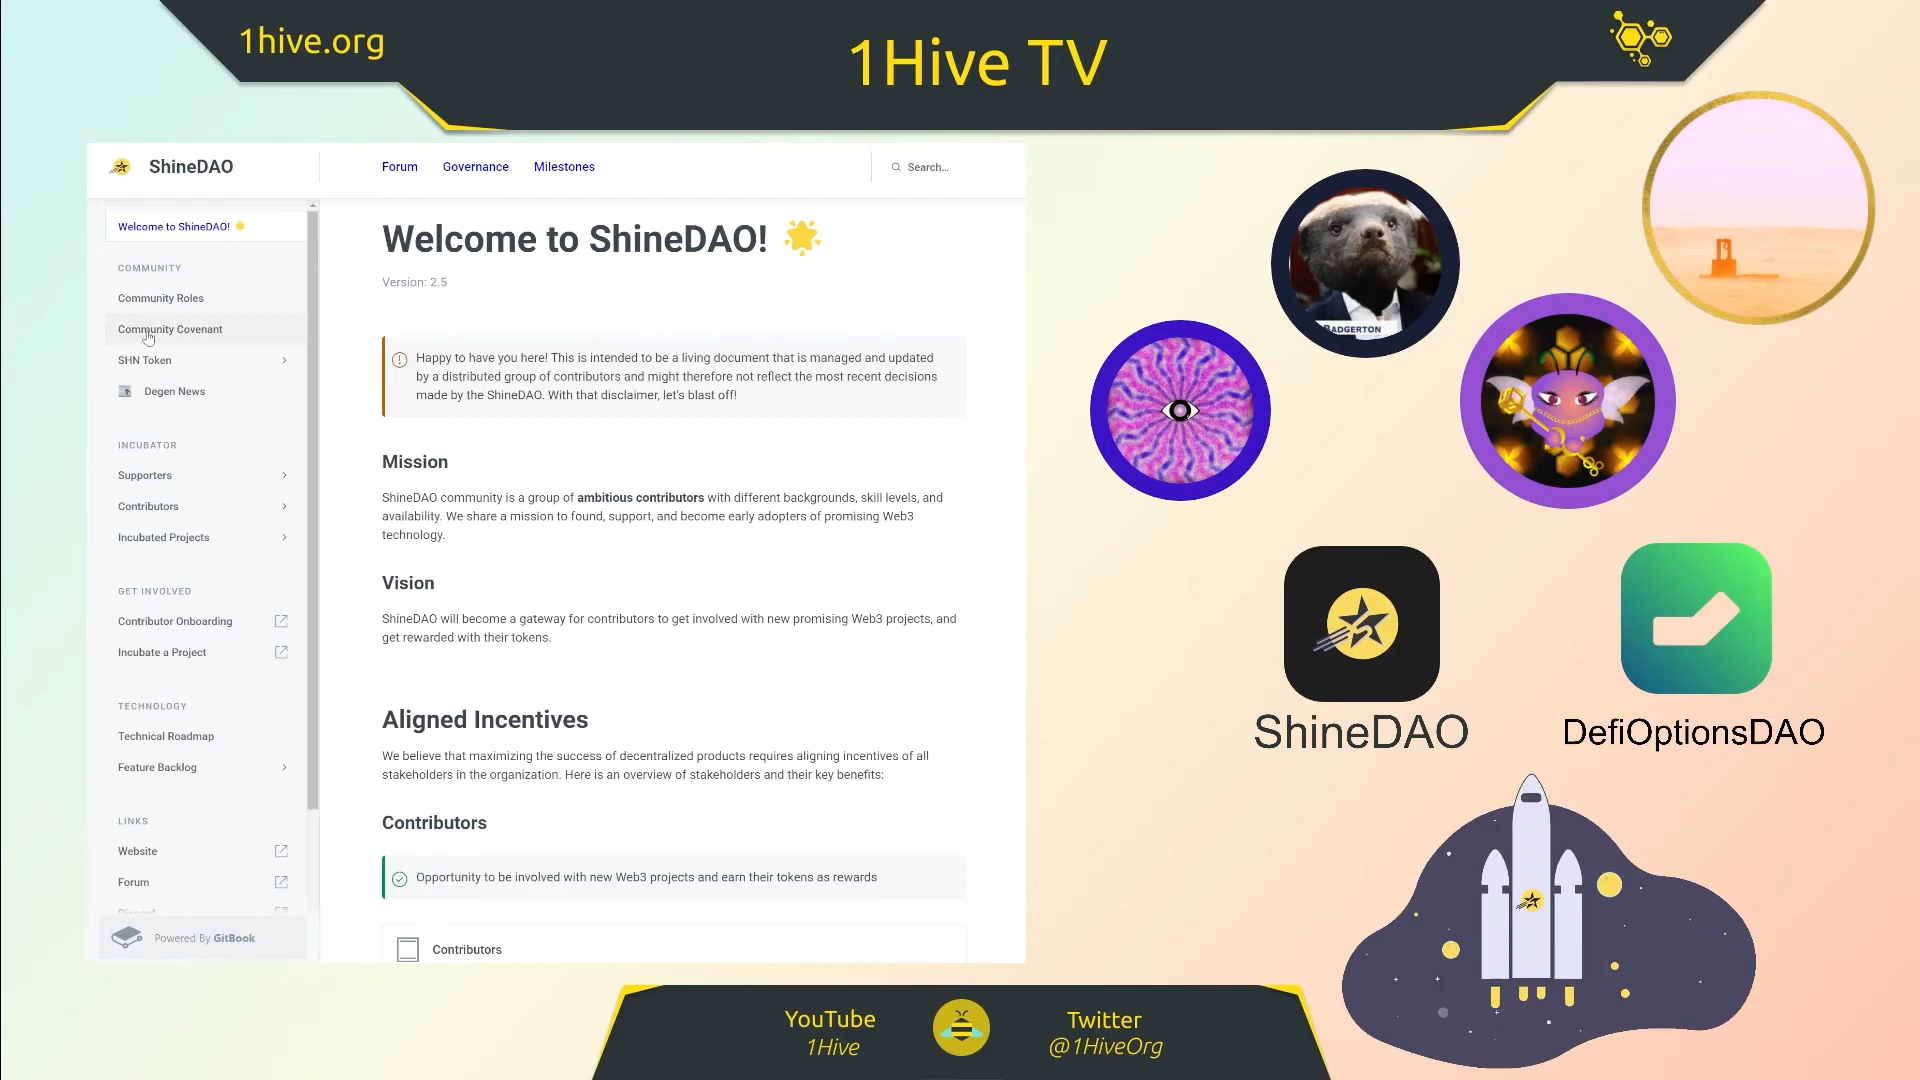 1hive.org
1Hive TV
ShineDAO
Forum
Governance
Milestones
Search...
Welcome to ShineDAO!
COMMUNITY
Community Roles
Community Covenant
SHN Token
Degen News
INCUBATOR
Supporters
Contributors
Incubated Projects
GET INVOLVED
Contributor Onboarding
Incubate a Project
TECHNOLOGY
Technical Roadmap
Feature Backlog
LINKS
Website
Forum
Discord
Powered By GitBook
Welcome to ShineDAO!
Version: 2.5
Happy to have you here! This is intended to be a living document that is managed and updated
by a distributed group of contributors and might therefore not reflect the most recent decisions
made by the ShineDAO. With that disclaimer, let's blast off!
Mission
ShineDAO community is a group of ambitious contributors with different backgrounds, skill levels, and
availability. We share a mission to found, support, and become early adopters of promising Web3
technology.
Vision
ShineDAO will become a gateway for contributors to get involved with new promising Web3 projects, and
get rewarded with their tokens.
Aligned Incentives
We believe that maximizing the success of decentralized products requires aligning incentives of all
stakeholders in the organization. Here is an overview of stakeholders and their key benefits:
Contributors
Opportunity to be involved with new Web3 projects and earn their tokens as rewards
Contributors
BADGERTON
ShineDAO
DefiOptionsDAO
YouTube
1Hive
Twitter
@1HiveOrg